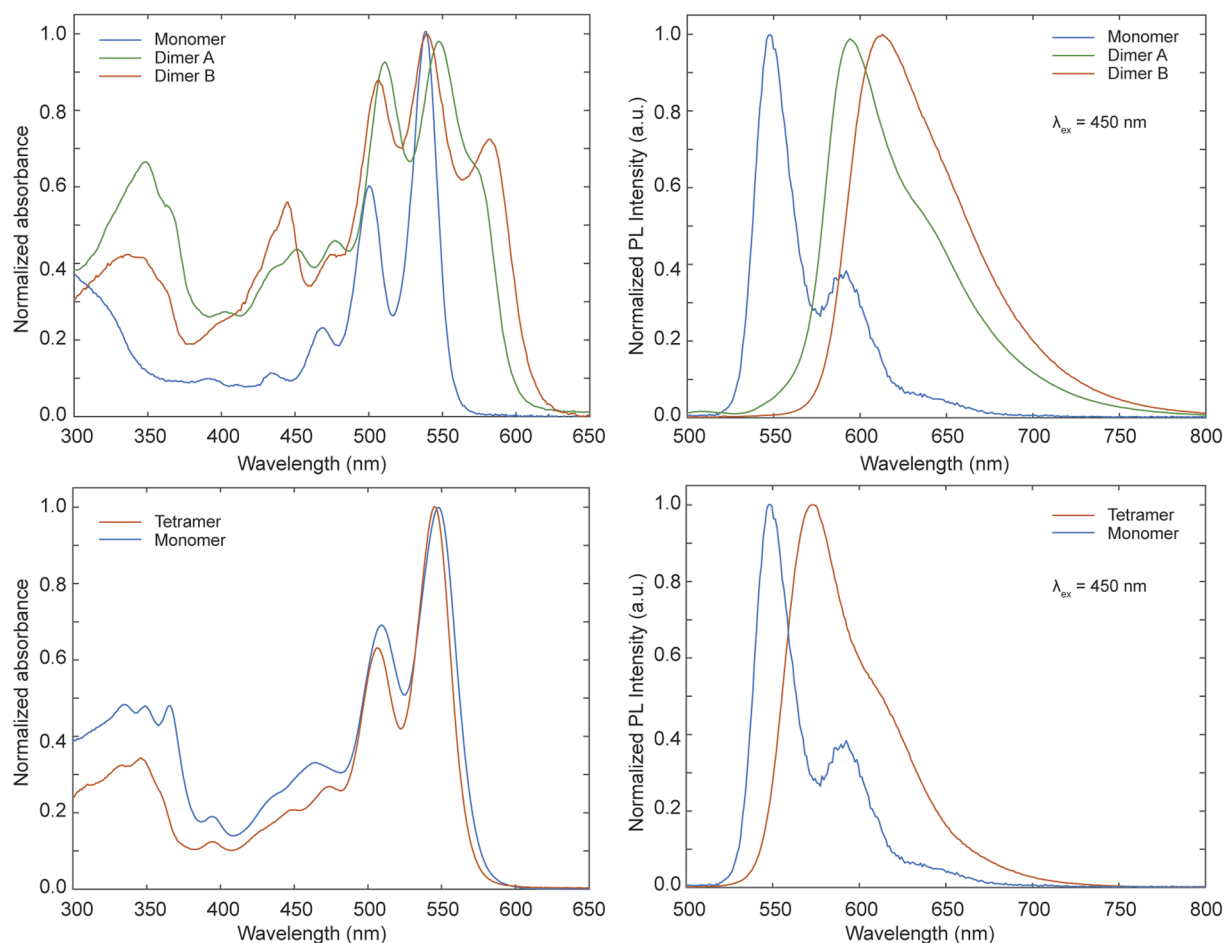 Normalized absorbance
1.0
0.8
0.6
0.4
0.2
0.0
Monomer
Dimer A
Dimer B
300 350 400 450 500 550 600 650
Wavelength (nm)
Normalized PL Intensity (a.u.)
1.0
0.8
0.6
0.4
0.2
0.0
Monomer
Dimer A
Dimer B
λex = 450 nm
500 550 600 650 700 750 800
Wavelength (nm)
Normalized absorbance
1.0
0.8
0.6
0.4
0.2
0.0
Tetramer
Monomer
300 350 400 450 500 550 600 650
Wavelength (nm)
Normalized PL Intensity (a.u.)
1.0
0.8
0.6
0.4
0.2
0.0
Tetramer
Monomer
λex = 450 nm
500 550 600 650 700 750 800
Wavelength (nm)